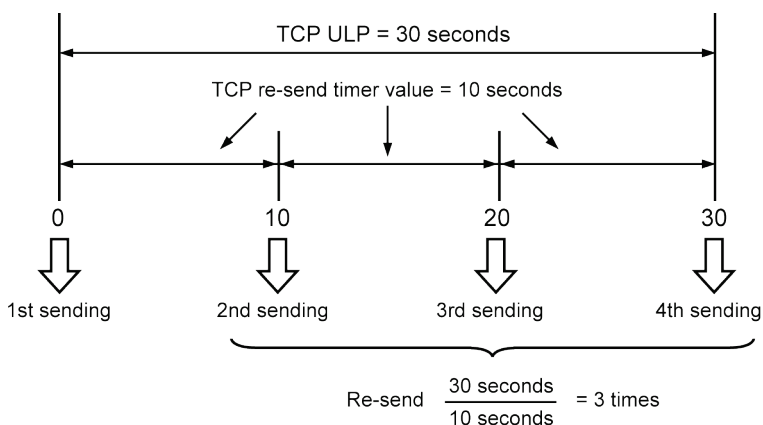 TCP ULP = 30 seconds
TCP re-send timer value = 10 seconds
0 10 20 30
1st sending 2nd sending 3rd sending 4th sending
Re-send 30 seconds / 10 seconds = 3 times